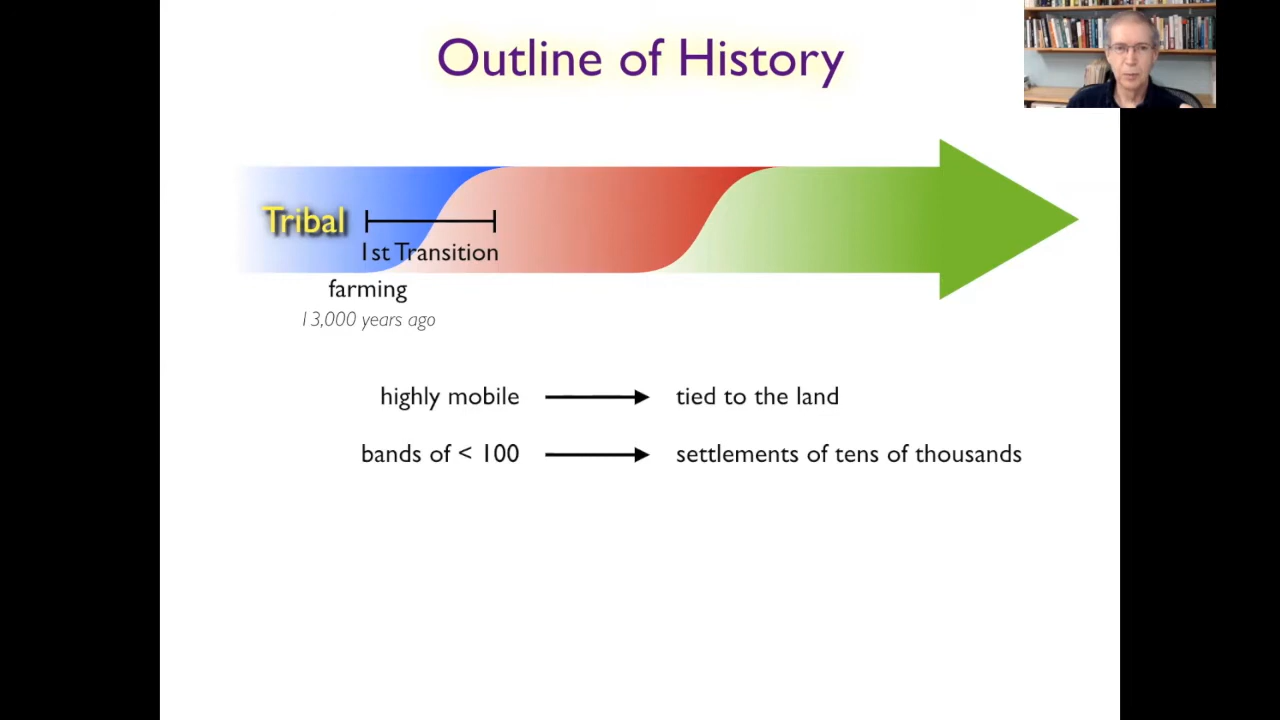 Outline of History
Tribal
1st Transition
farming
13,000 years ago
highly mobile
tied to the land
bands of < 100
settlements of tens of thousands